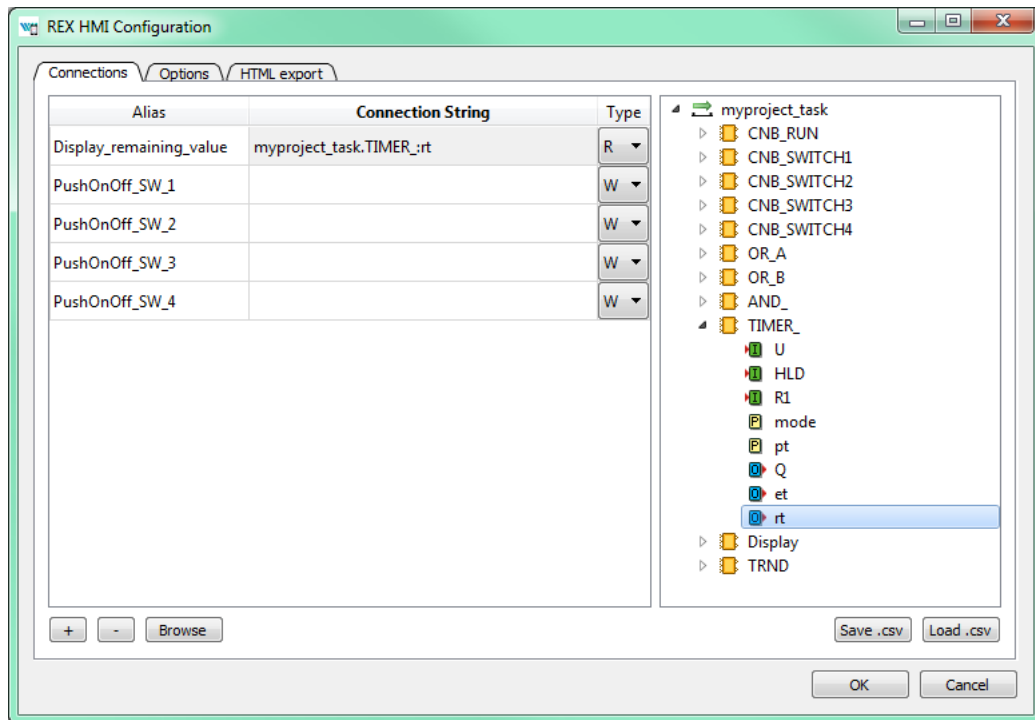 REX HMI Configuration
Connections Options HTML export
Alias Connection String Type
Display_remaining_value myproject_task.TIMER_:rt R
PushOnOff_SW_1 W
PushOnOff_SW_2 W
PushOnOff_SW_3 W
PushOnOff_SW_4 W
myproject_task
CNB_RUN
CNB_SWITCH1
CNB_SWITCH2
CNB_SWITCH3
CNB_SWITCH4
OR_A
OR_B
AND_
TIMER_
I U
I HLD
I R1
P mode
P pt
O Q
O et
O rt
Display
TRND
+ - Browse Save .csv Load .csv
OK Cancel